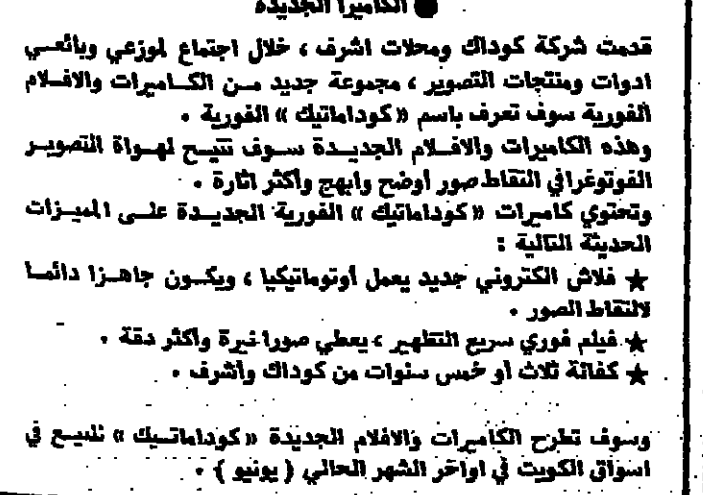 ● الكاميرا الجديدة
قدمت شركة كوداك ومحلات اشرف ، خلال اجتماع لموزعي وبائعي
ادوات ومنتجات التصوير ، مجموعة جديد من الكاميرات والافلام
الفورية سوف تعرف باسم « كوداماتيك » الفورية .
وهذه الكاميرات والافلام الجديدة سوف تتيح لهواة التصوير
الفوتوغرافي التقاط صور أوضح وابهج وأكثر اثارة .
وتحتوي كاميرات « كوداماتيك » الفورية الجديدة على الميزات
الحديثة التالية :
★ فلاش الكتروني جديد يعمل أوتوماتيكيا ، ويكون جاهزا دائما
لالتقاط الصور .
★ فيلم فوري سريع التظهير ، يعطي صورا نيرة وأكثر دقة .
★ كفالة ثلاث أو خمس سنوات من كوداك وأشرف .
وسوف تطرح الكاميرات والافلام الجديدة « كوداماتيك » للبيع في
اسواق الكويت في اواخر الشهر الحالي ( يونيو ) .